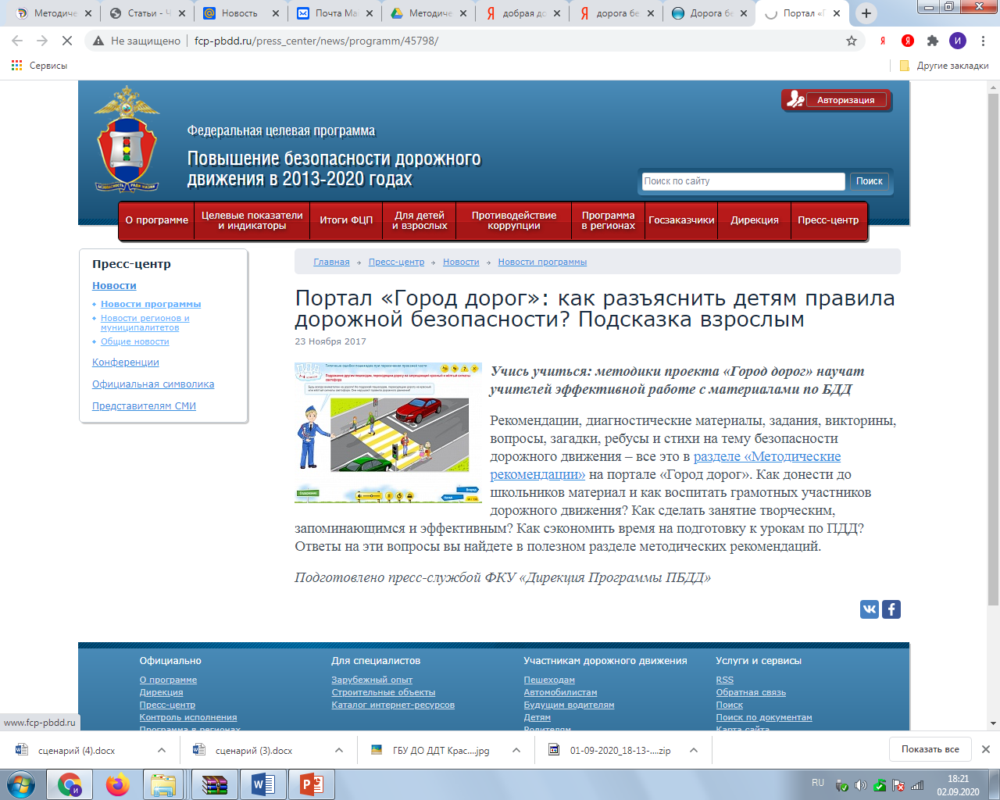 Методиче
Статьи - Ч
Новость
Почта Ма
Методиче
добрая до
дорога бе
Дорога бе
Портал «Г
Не защищено
fcp-pbdd.ru/press_center/news/programm/45798/
Сервисы
Другие закладки
Авторизация
Федеральная целевая программа
Повышение безопасности дорожного
движения в 2013-2020 годах
Поиск по сайту
Поиск
О программе
Целевые показатели
и индикаторы
Итоги ФЦП
Для детей
и взрослых
Противодействие
коррупции
Программа
в регионах
Госзаказчики
Дирекция
Пресс-центр
Пресс-центр
Новости
Новости программы
Новости регионов и
муниципалитетов
Общие новости
Конференции
Официальная символика
Представителям СМИ
Главная
Пресс-центр
Новости
Новости программы
Портал «Город дорог»: как разъяснить детям правила
дорожной безопасности? Подсказка взрослым
23 Ноября 2017
Учись учиться: методики проекта «Город дорог» научат
учителей эффективной работе с материалами по БДД
Рекомендации, диагностические материалы, задания, викторины,
вопросы, загадки, ребусы и стихи на тему безопасности
дорожного движения – все это в разделе «Методические
рекомендации» на портале «Город дорог». Как донести до
школьников материал и как воспитать грамотных участников
дорожного движения? Как сделать занятие творческим,
запоминающимся и эффективным? Как сэкономить время на подготовку к урокам по ПДД?
Ответы на эти вопросы вы найдете в полезном разделе методических рекомендаций.
Подготовлено пресс-службой ФКУ «Дирекция Программы ПБДД»
Официально
О программе
Дирекция
Пресс-центр
Контроль исполнения
Программа в регионах
Для специалистов
Зарубежный опыт
Строительные объекты
Каталог интернет-ресурсов
Участникам дорожного движения
Пешеходам
Автомобилистам
Будущим водителям
Детям
Родителям
Услуги и сервисы
RSS
Обратная связь
Поиск
Поиск по документам
Карта сайта
www.fcp-pbdd.ru
сценарий (4).docx
сценарий (3).docx
ГБУ ДО ДДТ Крас....jpg
01-09-2020_18-13-....zip
Показать все
RU
18:21
02.09.2020